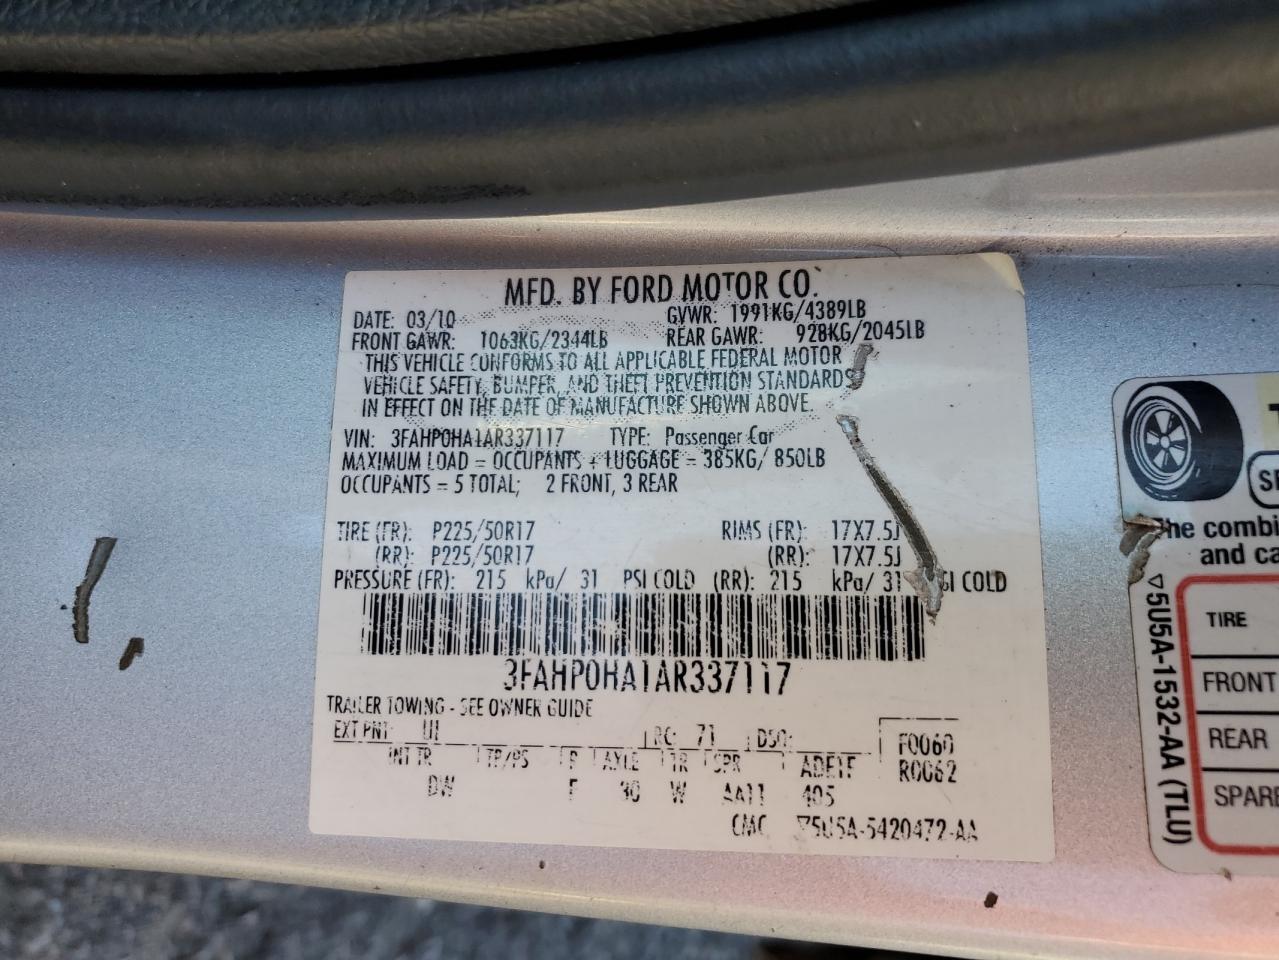 MFD. BY FORD MOTOR CO.
DATE: 03/10 GVWR: 1991KG/4389LB
FRONT GAWR: 1063KG/2344LB REAR GAWR: 928KG/2045LB
THIS VEHICLE CONFORMS TO ALL APPLICABLE FEDERAL MOTOR
VEHICLE SAFETY, BUMPER, AND THEFT PREVENTION STANDARDS
IN EFFECT ON THE DATE OF MANUFACTURE SHOWN ABOVE.
VIN: 3FAHP0HA1AR337117 TYPE: Passenger Car
MAXIMUM LOAD = OCCUPANTS + LUGGAGE = 385KG/ 850LB
OCCUPANTS = 5 TOTAL; 2 FRONT, 3 REAR
TIRE (FR): P225/50R17 RIMS (FR): 17X7.5J
(RR): P225/50R17 (RR): 17X7.5J
PRESSURE (FR): 215 kPa/ 31 PSI COLD (RR): 215 kPa/ 31 SI COLD
3FAHP0HA1AR337117
TRAILER TOWING - SEE OWNER GUIDE
EXT PNT: UI RC: 71 DSO: F0060
INT TR TP/PS R AXLE TR SPR R0062
DW F 30 W AA11 405
CMC 5U5A-5420472-AA
The combi
and ca
TIRE
FRONT
REAR
SPARE
▽5U5A-1532-AA (TLU)